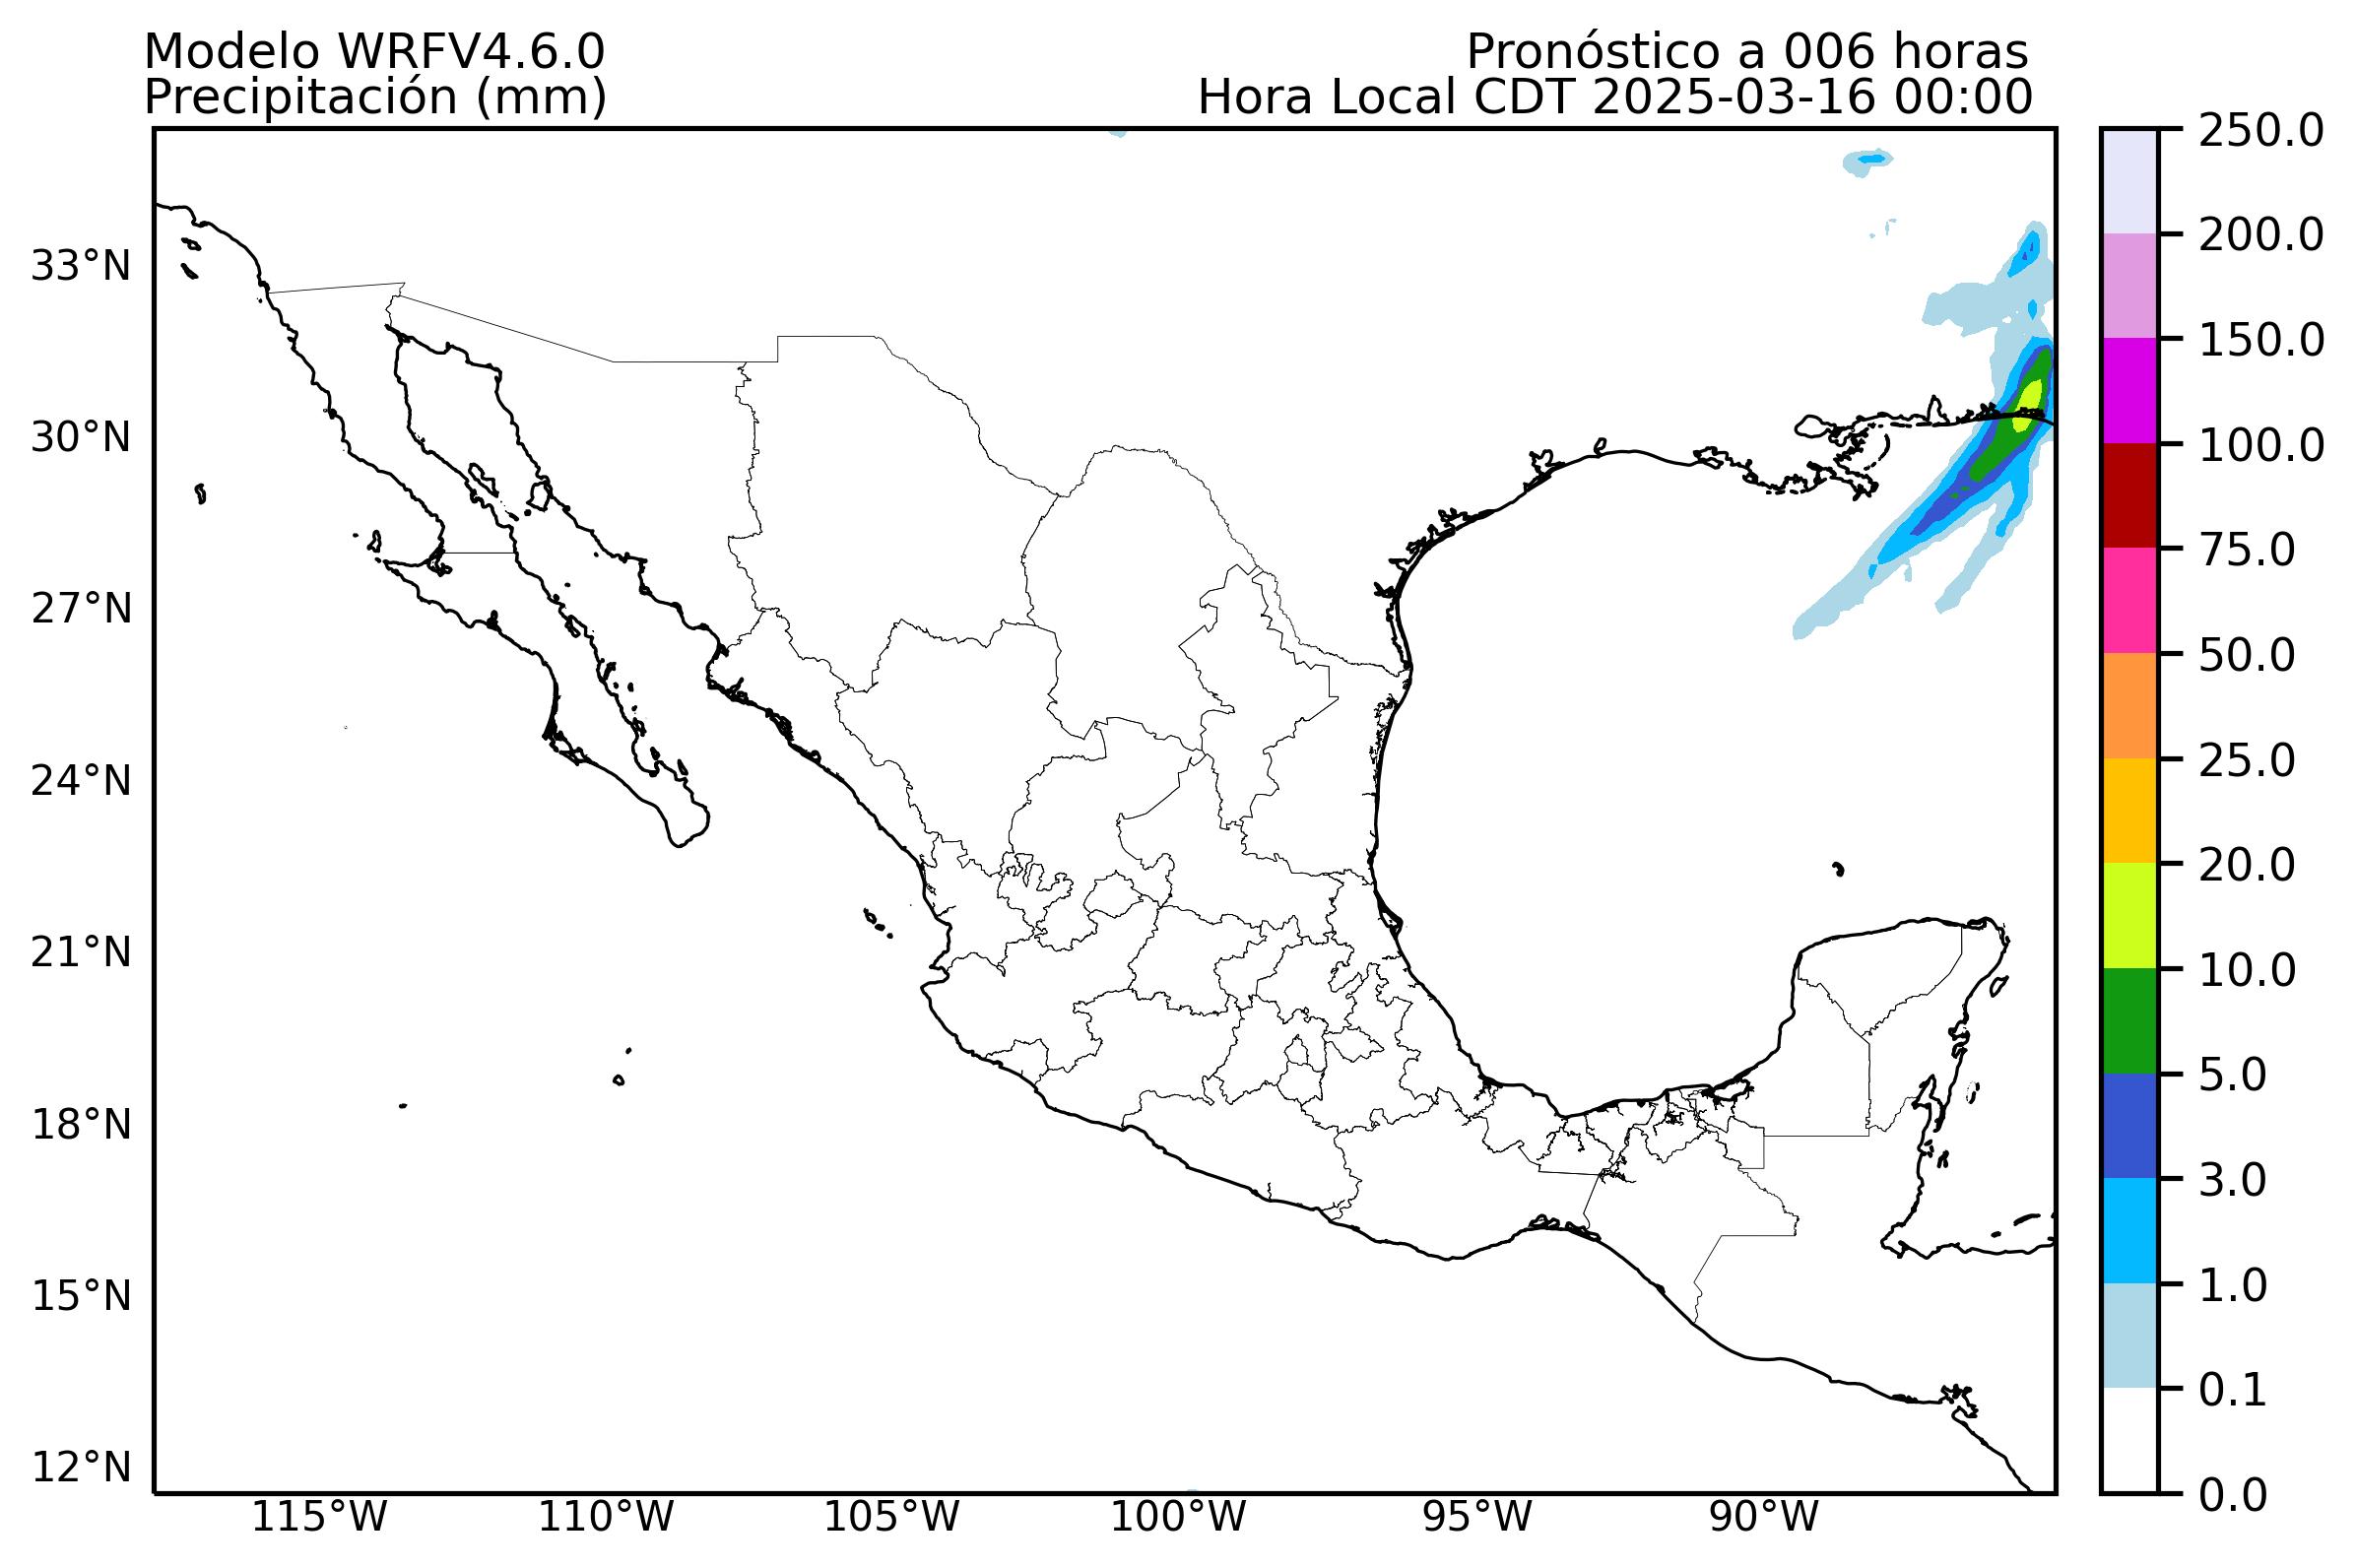 Modelo WRFV4.6.0
Precipitación (mm)
Pronóstico a 006 horas
Hora Local CDT 2025-03-16 00:00
33°N
30°N
27°N
24°N
21°N
18°N
15°N
12°N
115°W
110°W
105°W
100°W
95°W
90°W
250.0
200.0
150.0
100.0
75.0
50.0
25.0
20.0
10.0
5.0
3.0
1.0
0.1
0.0